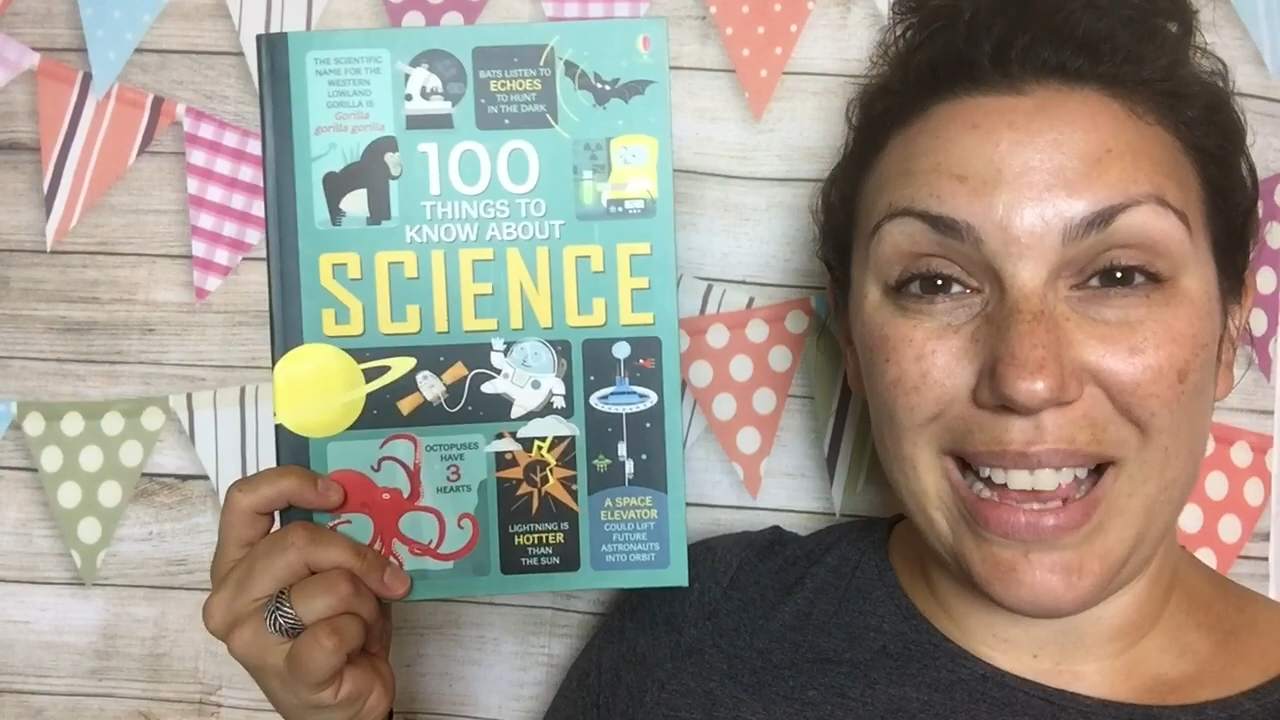 THE SCIENTIFIC
NAME FOR THE
WESTERN
LOWLAND
GORILLA IS
Gorilla
gorilla gorilla
BATS LISTEN TO
ECHOES
TO HUNT
IN THE DARK
100
THINGS TO
KNOW ABOUT
SCIENCE
OCTOPUSES
HAVE
3
HEARTS
LIGHTNING IS
HOTTER
THAN
THE SUN
A SPACE
ELEVATOR
COULD LIFT
FUTURE
ASTRONAUTS
INTO ORBIT